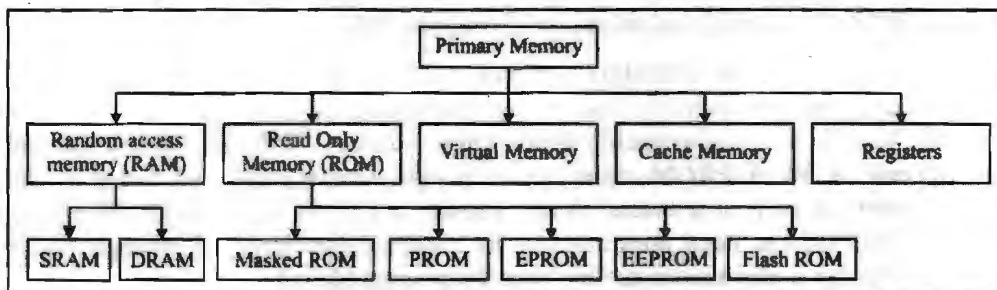 Primary Memory
Random access
memory (RAM)
Read Only
Memory (ROM)
Virtual Memory
Cache Memory
Registers
SRAM
DRAM
Masked ROM
PROM
EPROM
EEPROM
Flash ROM